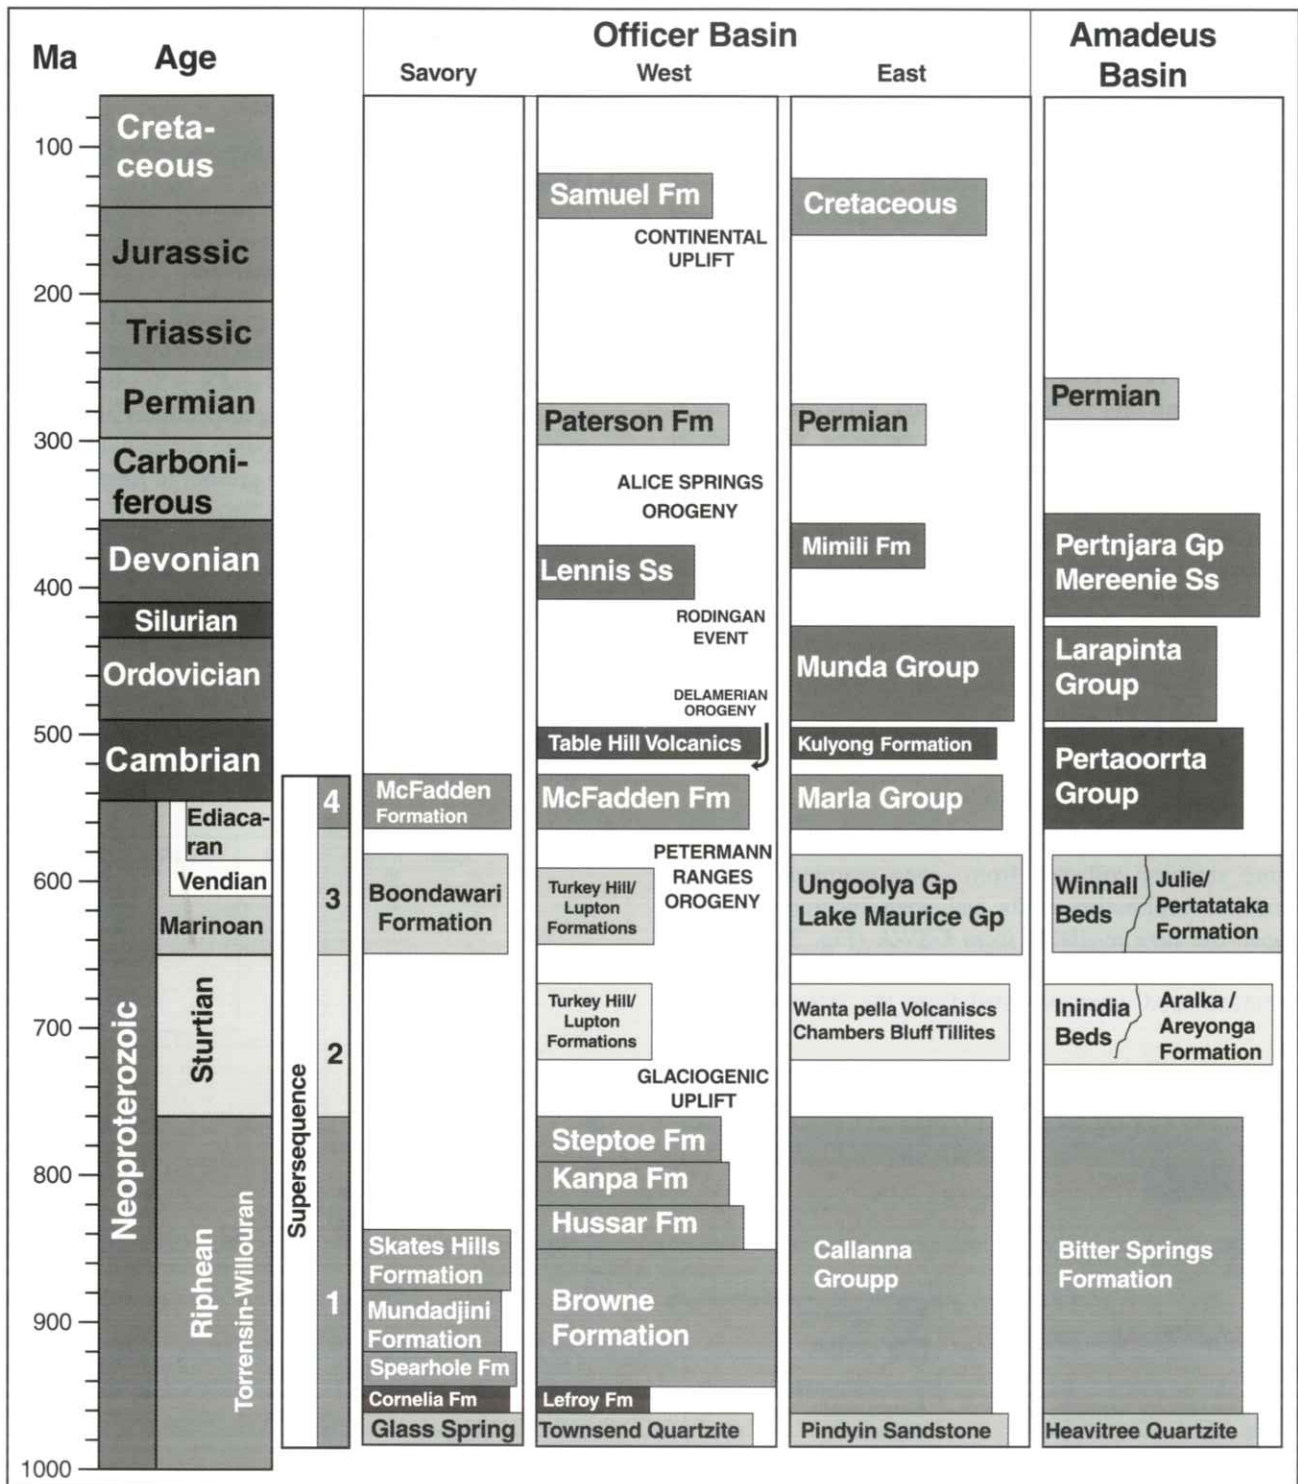 Officer Basin
Amadeus
Basin
Ma
Age
Savory
West
East
100
200
300
400
500
600
700
800
900
1000
Creta-
ceous
Jurassic
Triassic
Permian
Carboni-
ferous
Devonian
Silurian
Ordovician
Cambrian
Neoproterozoic
Ediaca-
ran
Vendian
Marinoan
Sturtian
Riphean
Torrensin-Willouran
Supersequence
4
3
2
1
McFadden
Formation
Boondawari
Formation
Skates Hills
Formation
Mundadjini
Formation
Spearhole Fm
Cornelia Fm
Glass Spring
Samuel Fm
CONTINENTAL
UPLIFT
Paterson Fm
ALICE SPRINGS
OROGENY
Lennis Ss
RODINGAN
EVENT
DELAMERIAN
OROGENY
Table Hill Volcanics
McFadden Fm
PETERMANN
RANGES
OROGENY
Turkey Hill/
Lupton
Formations
Turkey Hill/
Lupton
Formations
GLACIOGENIC
UPLIFT
Steptoe Fm
Kanpa Fm
Hussar Fm
Browne
Formation
Lefroy Fm
Townsend Quartzite
Cretaceous
Permian
Mimili Fm
Munda Group
Kulyong Formation
Marla Group
Ungoolya Gp
Lake Maurice Gp
Wanta pella Volcaniscs
Chambers Bluff Tillites
Callanna
Groupp
Pindyin Sandstone
Permian
Pertnjara Gp
Mereenie Ss
Larapinta
Group
Pertaoorrta
Group
Winnall
Beds
Julie/
Pertatataka
Formation
Inindia
Beds
Aralka /
Areyonga
Formation
Bitter Springs
Formation
Heavitree Quartzite